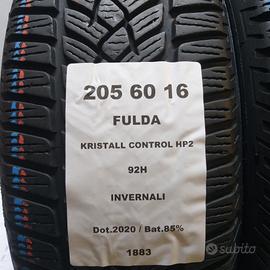 205 60 16
FULDA
KRISTALL CONTROL HP2
92H
INVERNALI
Dot.2020 / Bat.85%
1883
subito